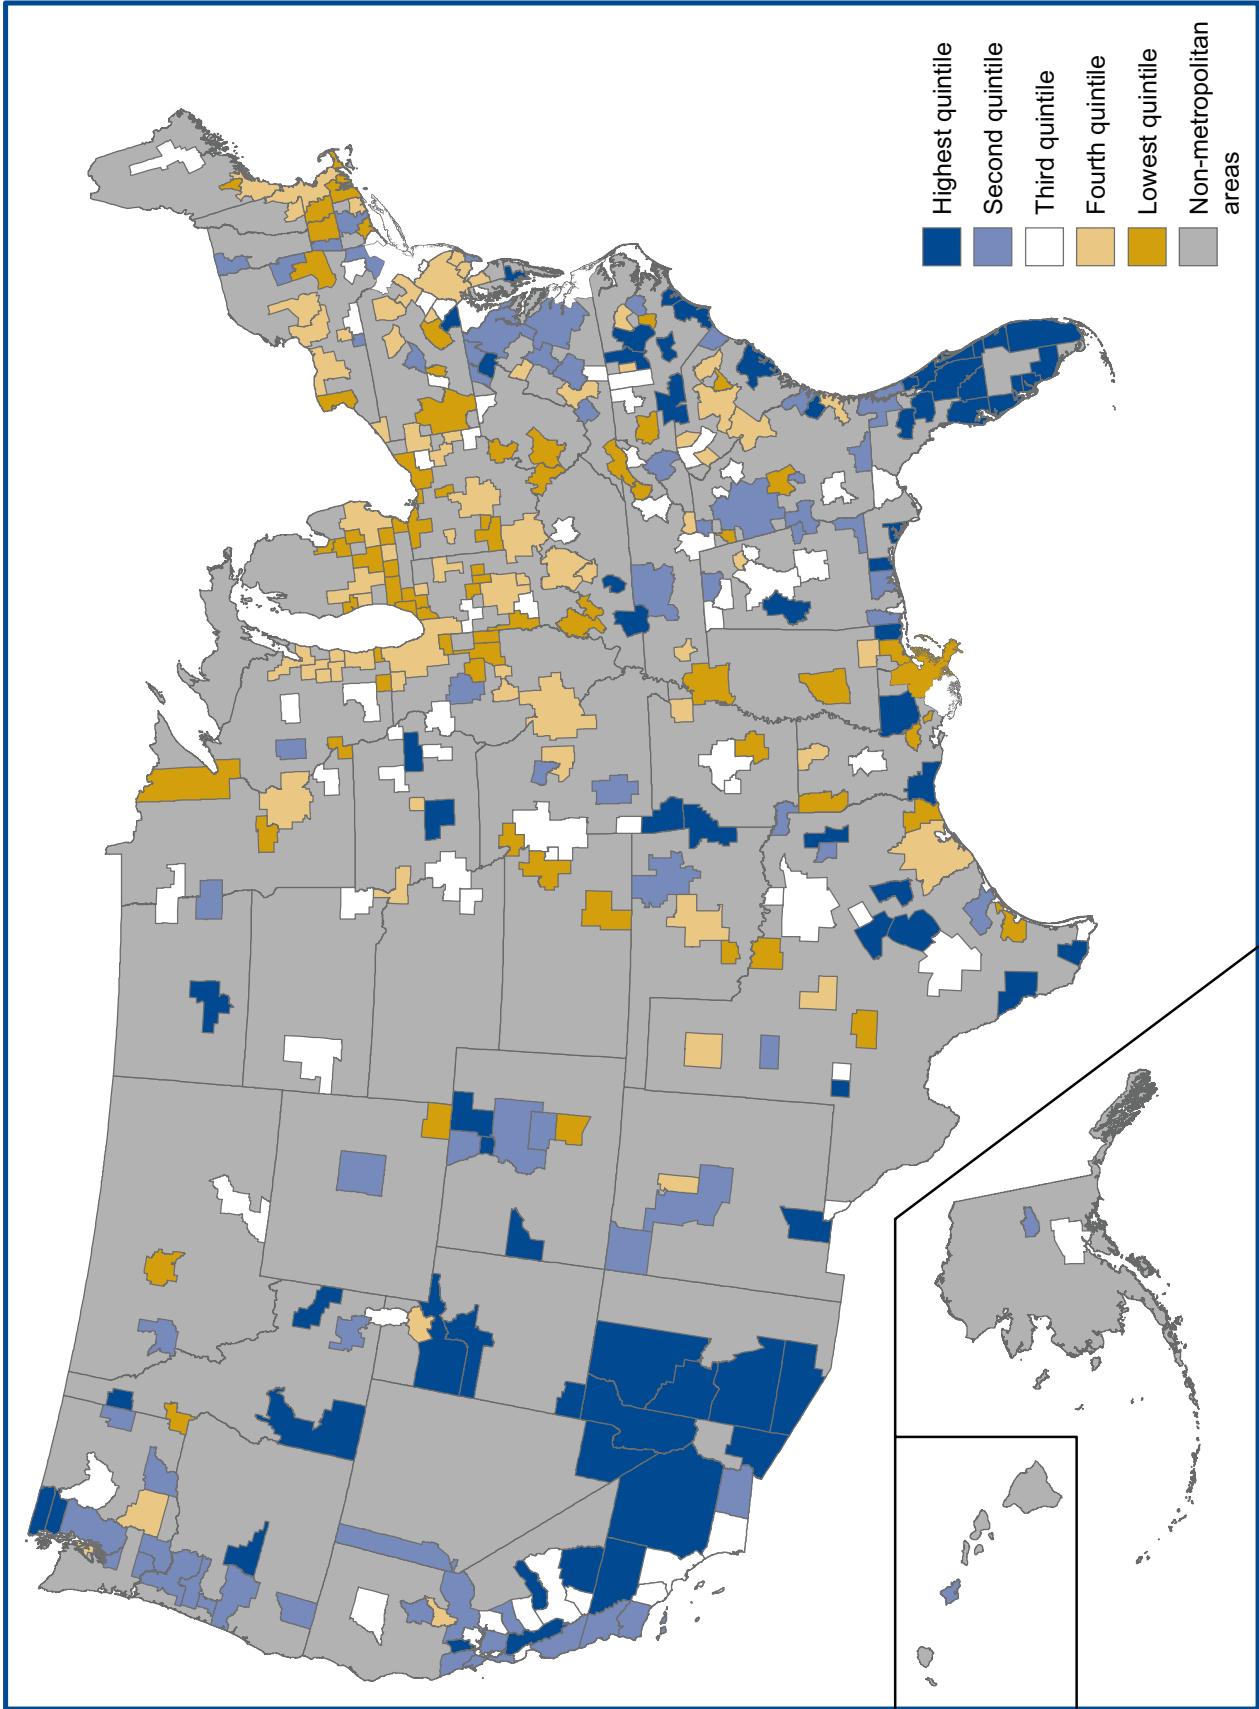 Highest quintile
Second quintile
Third quintile
Fourth quintile
Lowest quintile
Non-metropolitan
areas